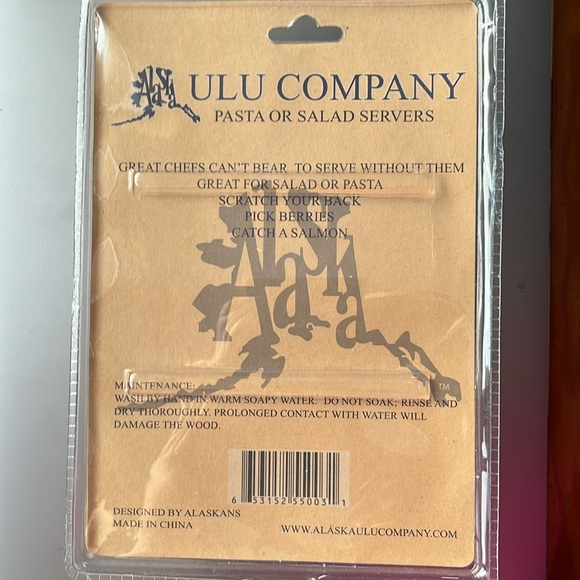 Alaska ULU COMPANY
PASTA OR SALAD SERVERS
GREAT CHEFS CAN'T BEAR TO SERVE WITHOUT THEM
GREAT FOR SALAD OR PASTA
SCRATCH YOUR BACK
PICK BERRIES
CATCH A SALMON
Alaska
TM
MAINTENANCE:
WASH BY HAND IN WARM SOAPY WATER. DO NOT SOAK; RINSE AND
DRY THOROUGHLY. PROLONGED CONTACT WITH WATER WILL
DAMAGE THE WOOD.
6 53152 55003 1
DESIGNED BY ALASKANS
MADE IN CHINA
WWW.ALASKAULUCOMPANY.COM